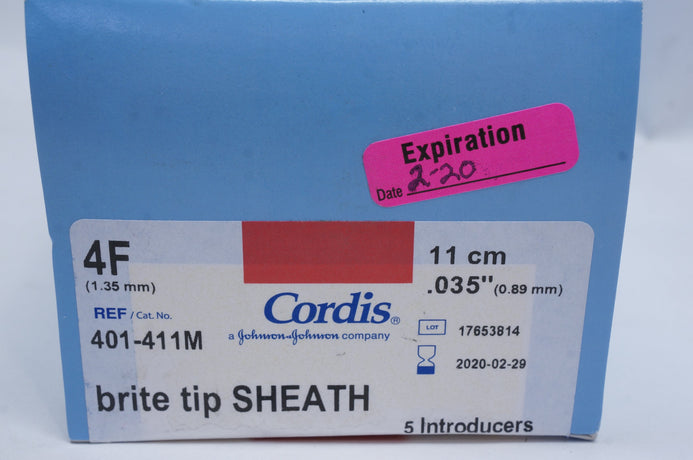 Expiration
Date 2-20
4F
(1.35 mm)
11 cm
.035" (0.89 mm)
REF / Cat. No.
401-411M
Cordis®
a Johnson & Johnson company
LOT 17653814
2020-02-29
brite tip SHEATH
5 Introducers